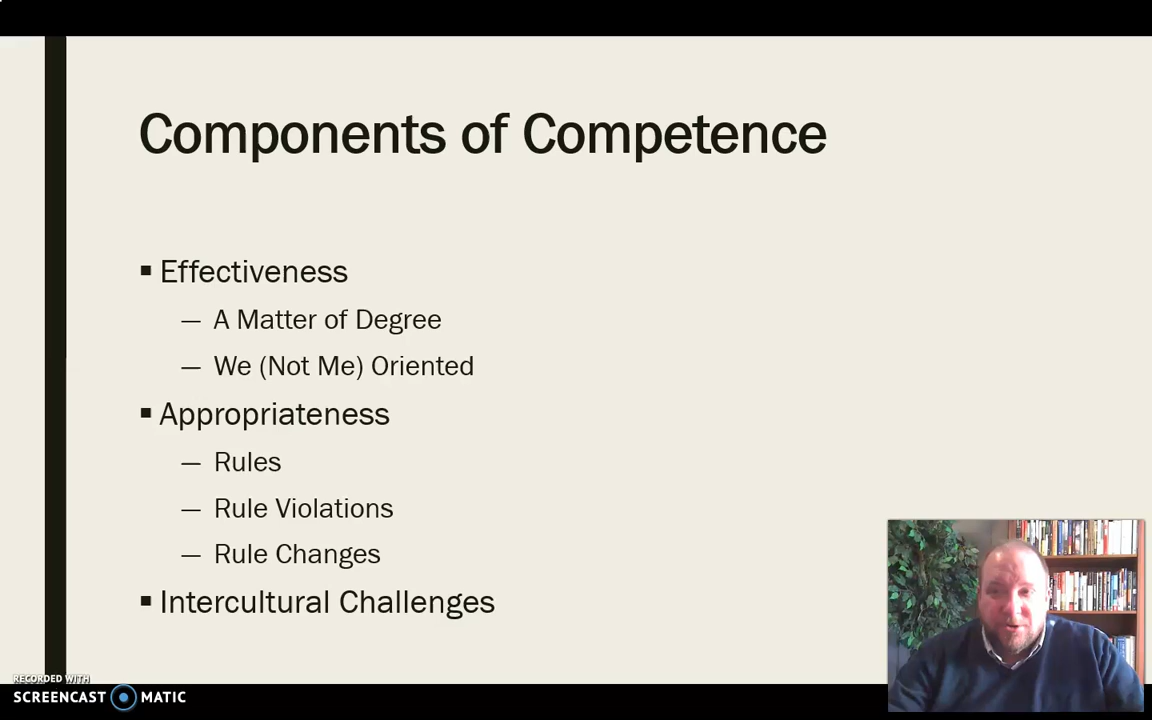 Components of Competence
▪ Effectiveness
— A Matter of Degree
— We (Not Me) Oriented
▪ Appropriateness
— Rules
— Rule Violations
— Rule Changes
▪ Intercultural Challenges
RECORDED WITH
SCREENCAST MATIC